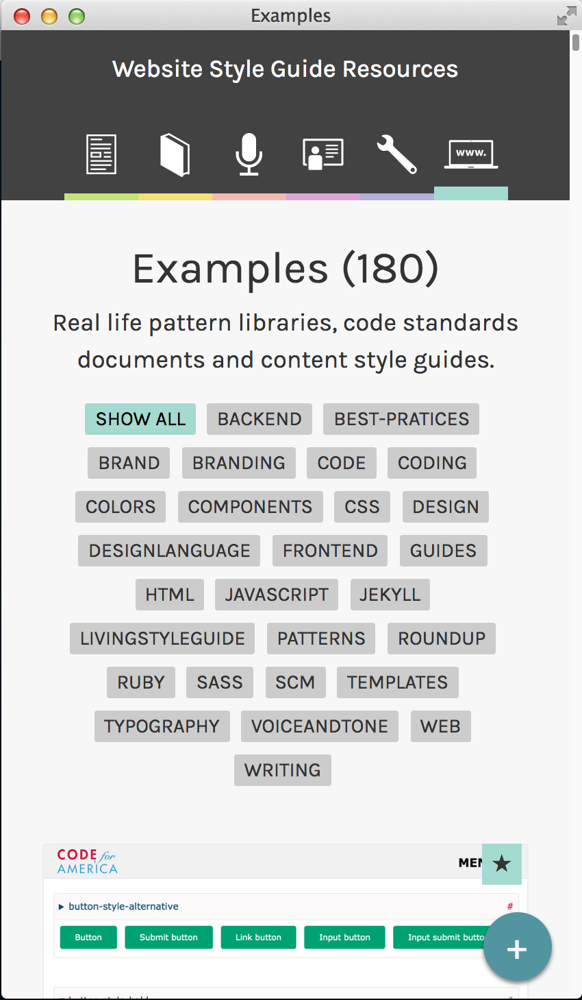 Examples
Website Style Guide Resources
www.
Examples (180)
Real life pattern libraries, code standards
documents and content style guides.
SHOW ALL BACKEND BEST-PRATICES
BRAND BRANDING CODE CODING
COLORS COMPONENTS CSS DESIGN
DESIGNLANGUAGE FRONTEND GUIDES
HTML JAVASCRIPT JEKYLL
LIVINGSTYLEGUIDE PATTERNS ROUNDUP
RUBY SASS SCM TEMPLATES
TYPOGRAPHY VOICEANDTONE WEB
WRITING
CODE for
AMERICA
button-style-alternative #
Button Submit button Link button Input button Input submit
+